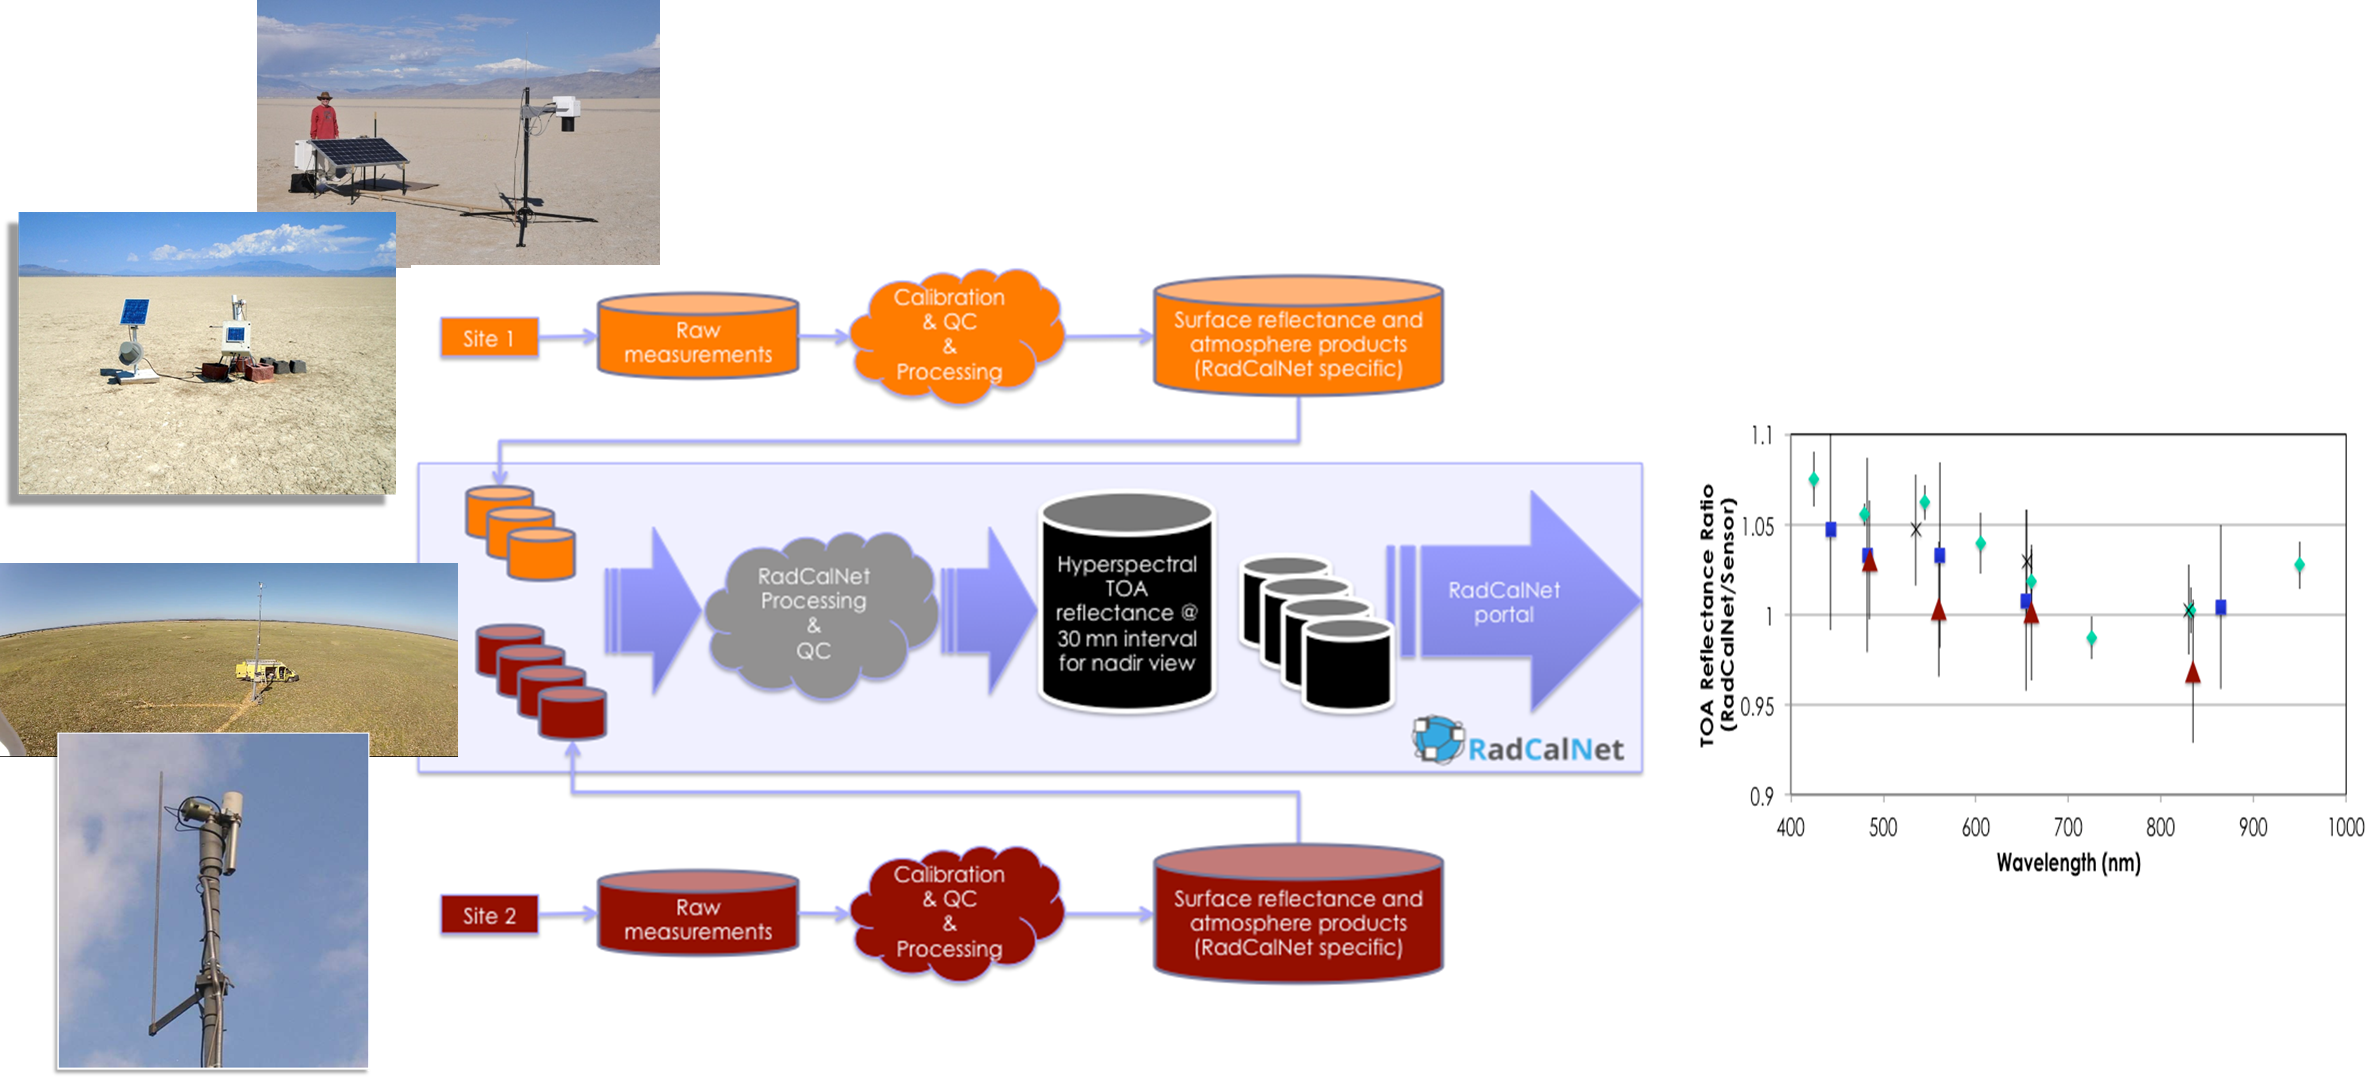 Site 1
Raw
measurements
Calibration
& QC
&
Processing
Surface reflectance and
atmosphere products
(RadCalNet specific)
RadCalNet
Processing
&
QC
Hyperspectral
TOA
reflectance @
30 mn interval
for nadir view
RadCalNet
portal
RadCalNet
Site 2
Raw
measurements
Calibration
& QC
&
Processing
Surface reflectance and
atmosphere products
(RadCalNet specific)
TOA Reflectance Ratio
(RadCalNet/Sensor)
1.1
1.05
1
0.95
0.9
400 500 600 700 800 900 1000
Wavelength (nm)